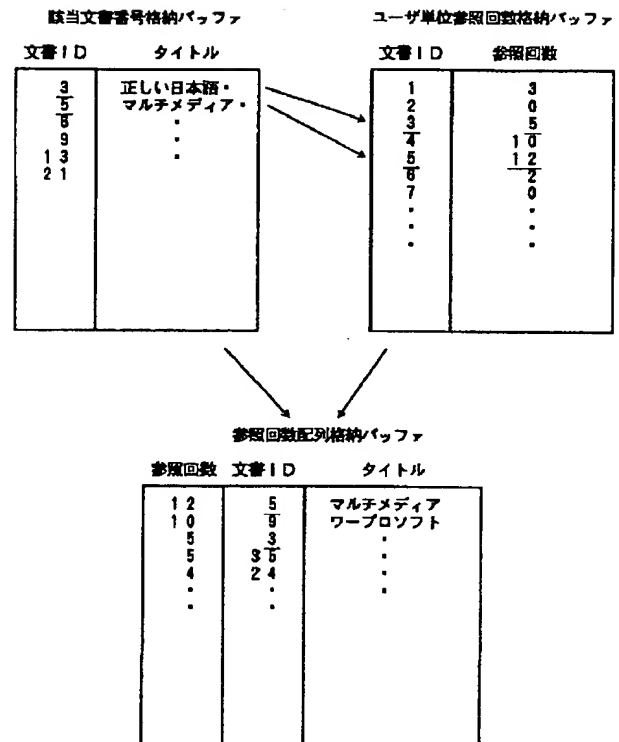 該当文書番号格納バッファ
文書ID タイトル
3 正しい日本語・
5 マルチメディア・
6 ・
9 ・
13 ・
21
ユーザ単位参照回数格納バッファ
文書ID 参照回数
1 3
2 0
3 5
4 10
5 12
6 2
7 0
・ ・
・ ・
・ ・
参照回数配列格納バッファ
参照回数 文書ID タイトル
12 5 マルチメディア
10 9 ワープロソフト
5 3 ・
5 35 ・
4 24 ・
・ ・ ・
・ ・